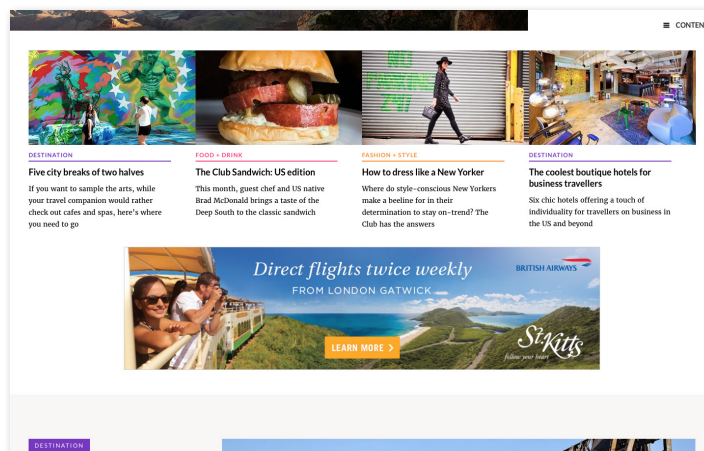 ≡ CONTEN
NO
PARKING
24/7
DESTINATION
Five city breaks of two halves
If you want to sample the arts, while
your travel companion would rather
check out cafes and spas, here's where
you need to go
FOOD + DRINK
The Club Sandwich: US edition
This month, guest chef and US native
Brad McDonald brings a taste of the
Deep South to the classic sandwich
FASHION + STYLE
How to dress like a New Yorker
Where do style-conscious New Yorkers
make a beeline for in their
determination to stay on-trend? The
Club has the answers
DESTINATION
The coolest boutique hotels for
business travellers
Six chic hotels offering a touch of
individuality for travellers on business in
the US and beyond
Direct flights twice weekly
FROM LONDON GATWICK
BRITISH AIRWAYS
LEARN MORE >
St. Kitts
follow your heart
DESTINATION